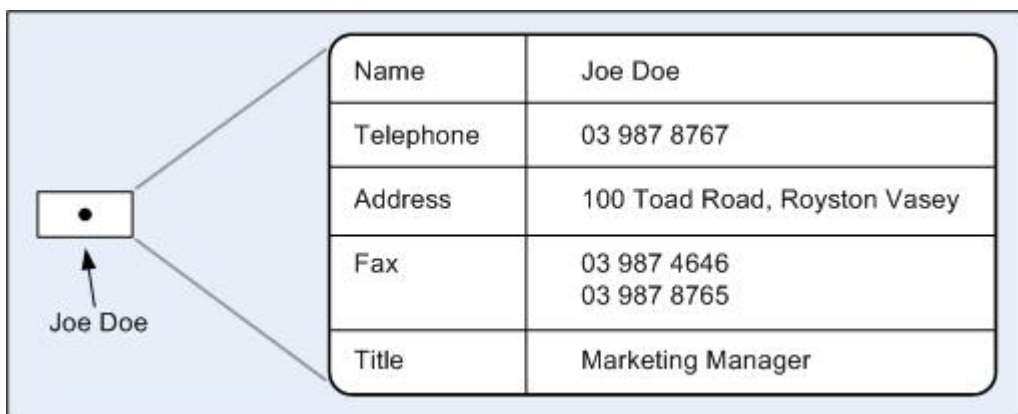 Name Joe Doe
Telephone 03 987 8767
Address 100 Toad Road, Royston Vasey
Fax 03 987 4646
03 987 8765
Title Marketing Manager
Joe Doe